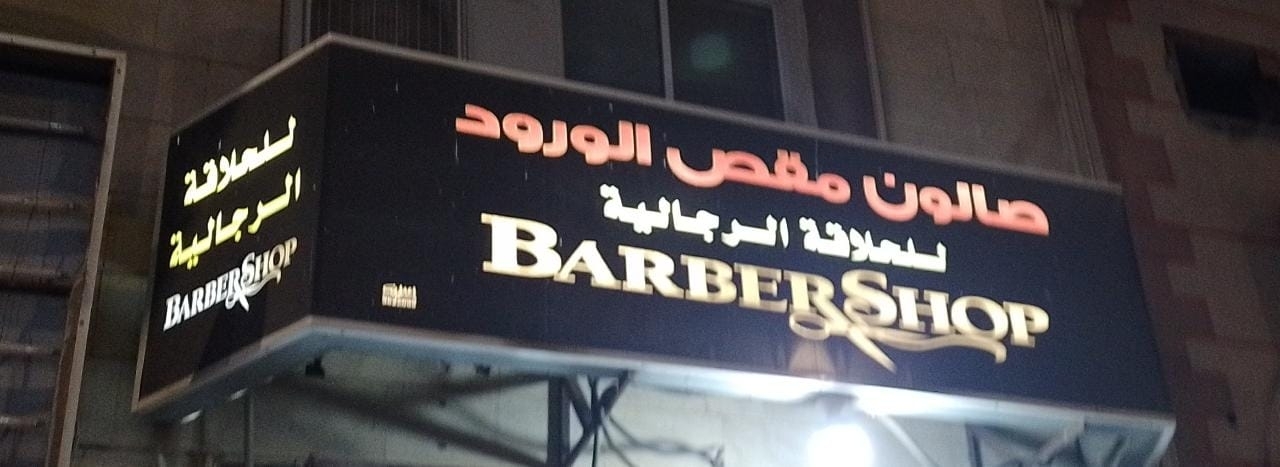 صالون مقص الورود
للحلاقة الرجالية
BARBERSHOP
للحلاقة
الرجالية
BARBERSHOP